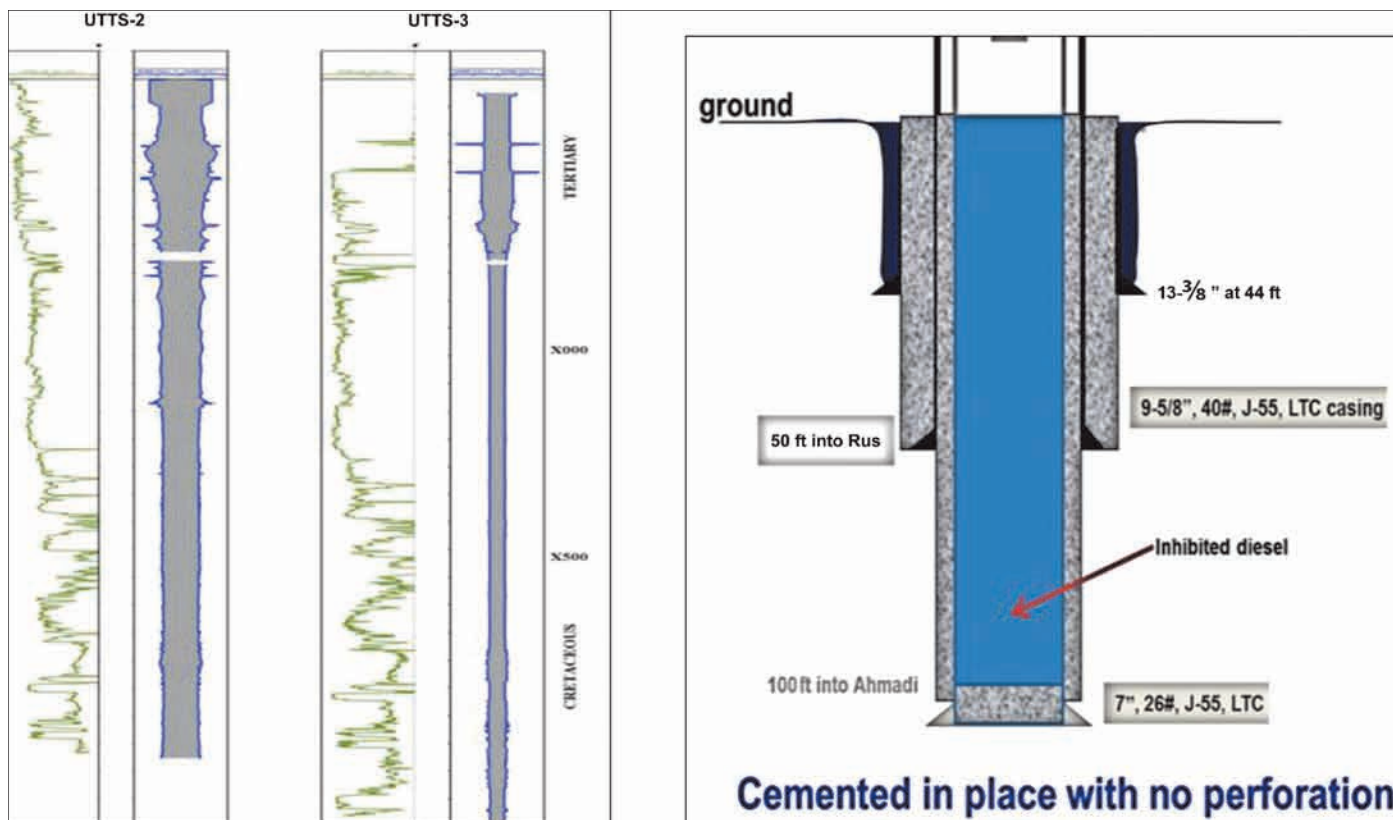 UTTS-2
UTTS-3
TERTIARY
X000
X500
CRETACEOUS
ground
13-3/8 " at 44 ft
9-5/8", 40#, J-55, LTC casing
50 ft into Rus
Inhibited diesel
100 ft into Ahmadi
7", 26#, J-55, LTC
Cemented in place with no perforation